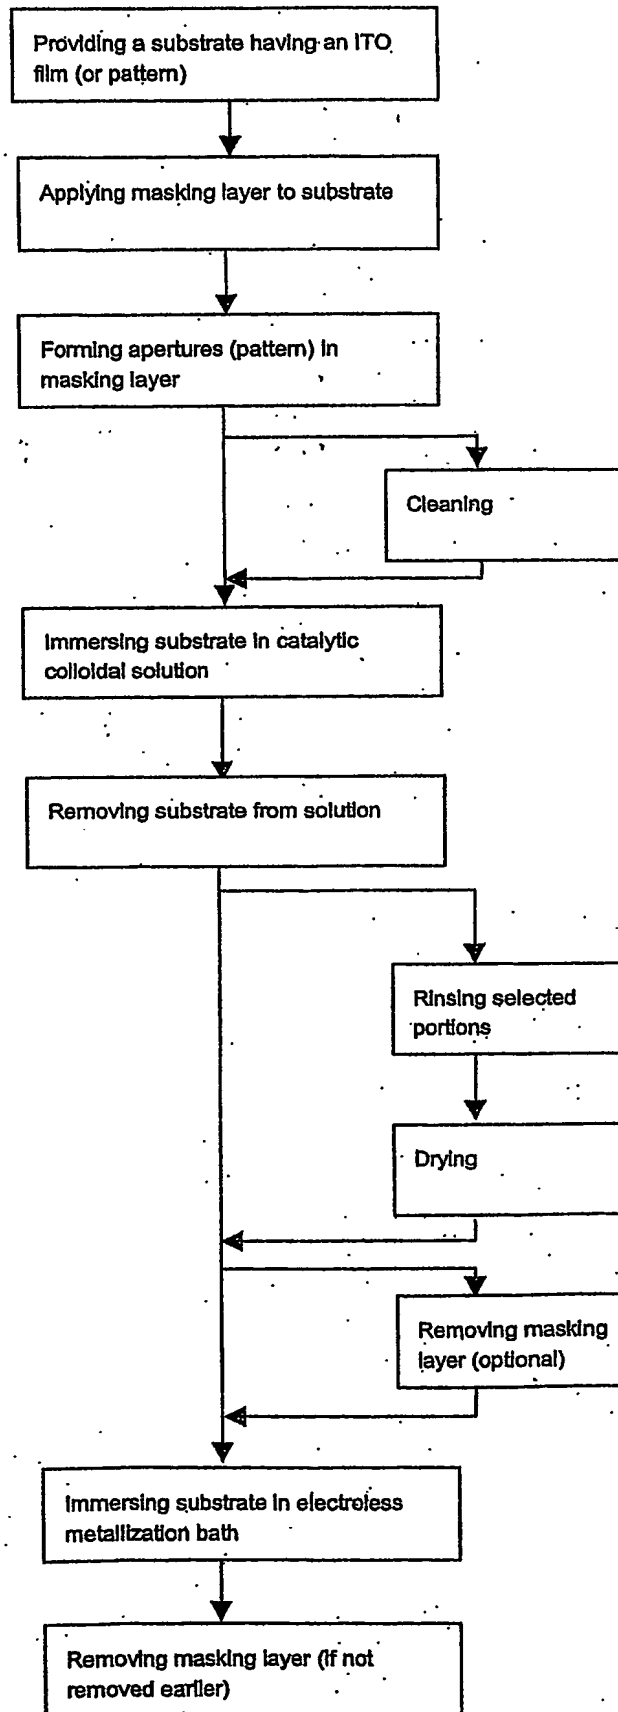 Providing a substrate having an ITO
film (or pattern)
Applying masking layer to substrate
Forming apertures (pattern) in
masking layer
Cleaning
Immersing substrate in catalytic
colloidal solution
Removing substrate from solution
Rinsing selected
portions
Drying
Removing masking
layer (optional)
Immersing substrate in electroless
metallization bath
Removing masking layer (if not
removed earlier)